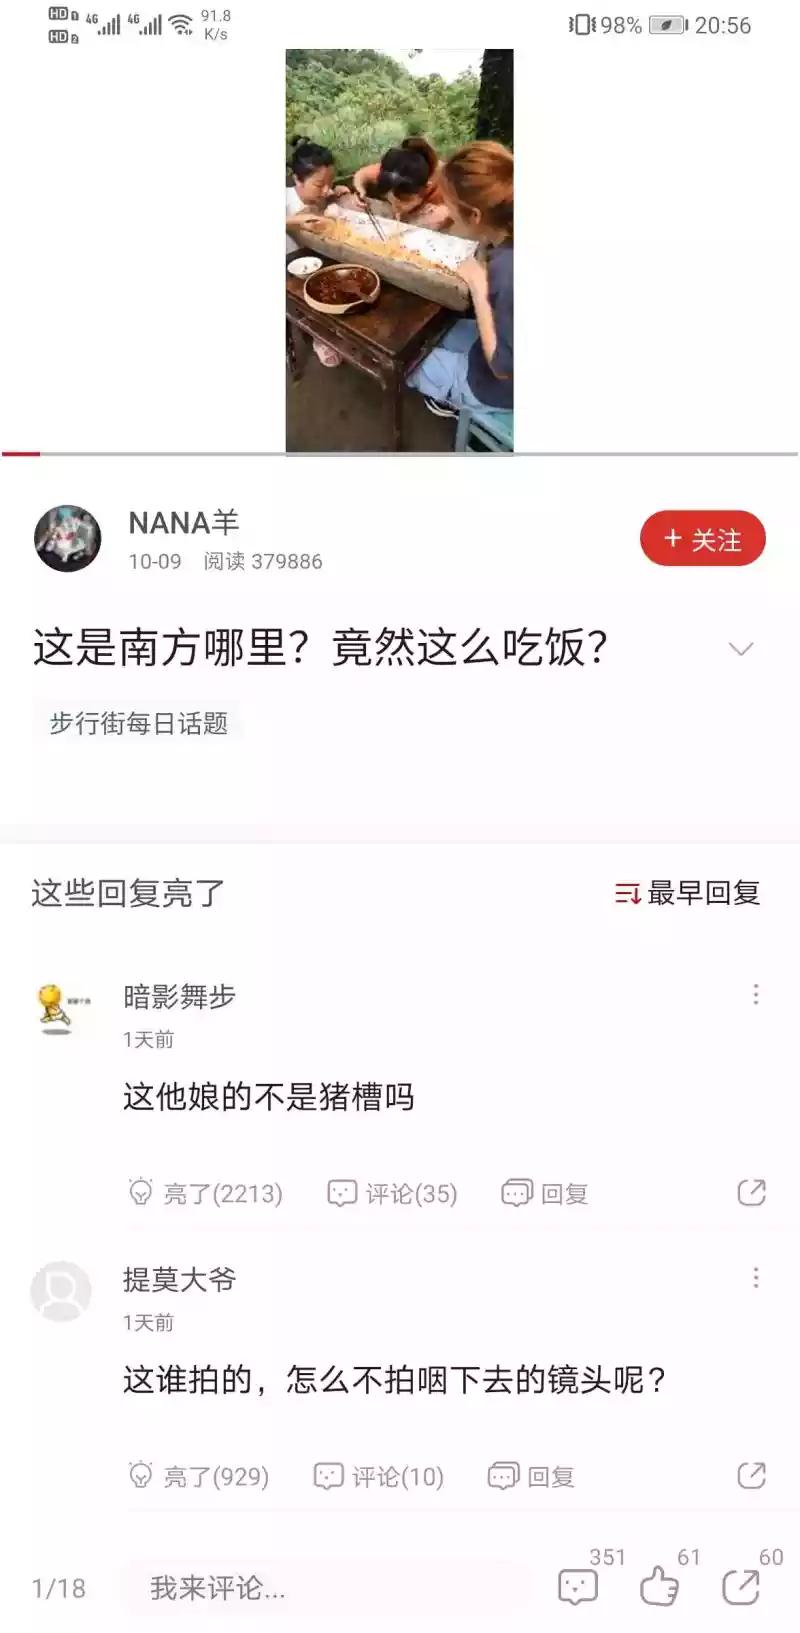 HD 1 4G 4G 91.8
HD 2 K/s
98% 20:56
NANA羊
10-09 阅读 379886
+ 关注
这是南方哪里？竟然这么吃饭？
步行街每日话题
这些回复亮了
最早回复
暗影舞步
1天前
这他娘的不是猪槽吗
亮了(2213) 评论(35) 回复
提莫大爷
1天前
这谁拍的，怎么不拍咽下去的镜头呢？
亮了(929) 评论(10) 回复
1/18 我来评论... 351 61 60